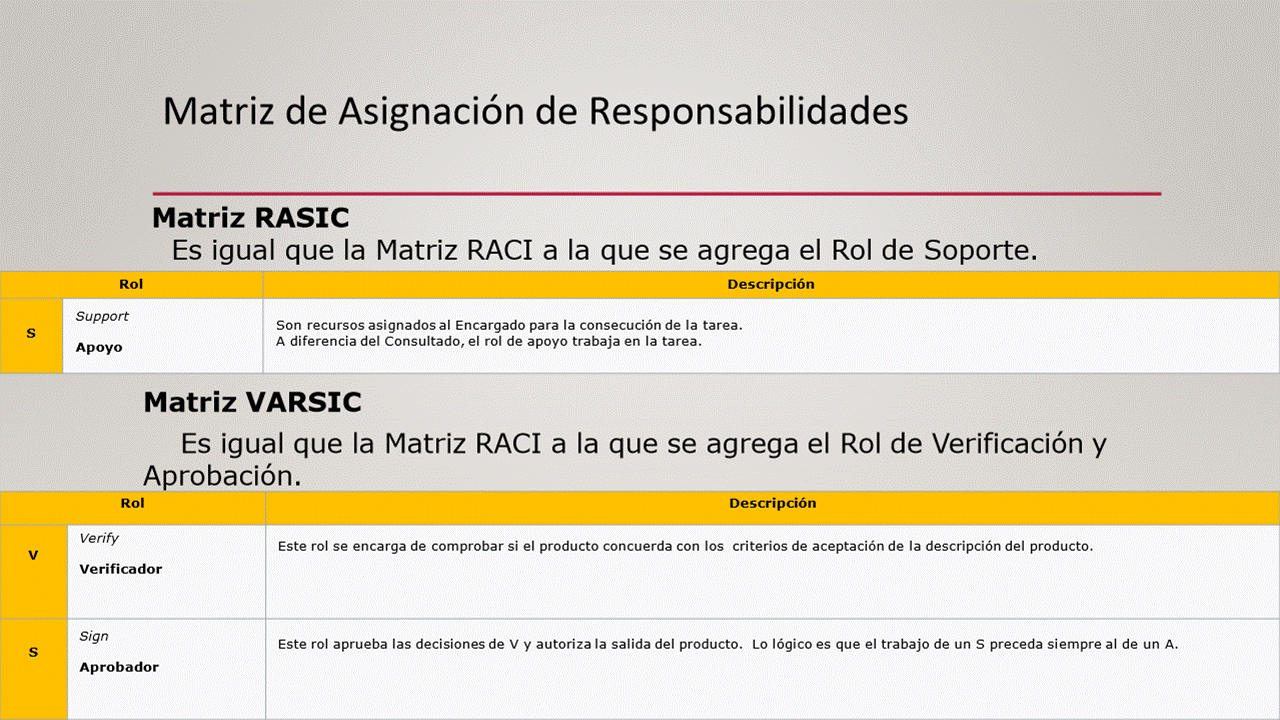 Matriz de Asignación de Responsabilidades
Matriz RASIC
Es igual que la Matriz RACI a la que se agrega el Rol de Soporte.
Rol
Descripción
S
Support
Apoyo
Son recursos asignados al Encargado para la consecución de la tarea.
A diferencia del Consultado, el rol de apoyo trabaja en la tarea.
Matriz VARSIC
Es igual que la Matriz RACI a la que se agrega el Rol de Verificación y
Aprobación.
Rol
Descripción
V
Verify
Verificador
Este rol se encarga de comprobar si el producto concuerda con los criterios de aceptación de la descripción del producto.
S
Sign
Aprobador
Este rol aprueba las decisiones de V y autoriza la salida del producto. Lo lógico es que el trabajo de un S preceda siempre al de un A.